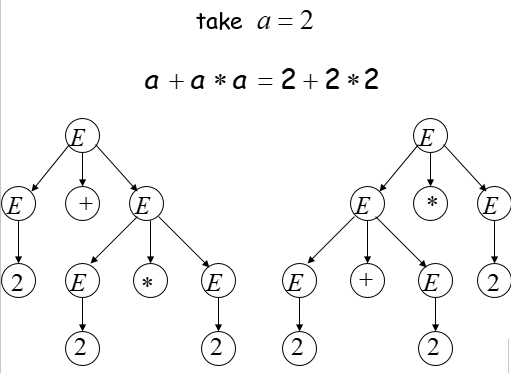 take a = 2
a + a * a = 2 + 2 * 2
E E
E + E E * E
2 E * E E + E 2
2 2 2 2